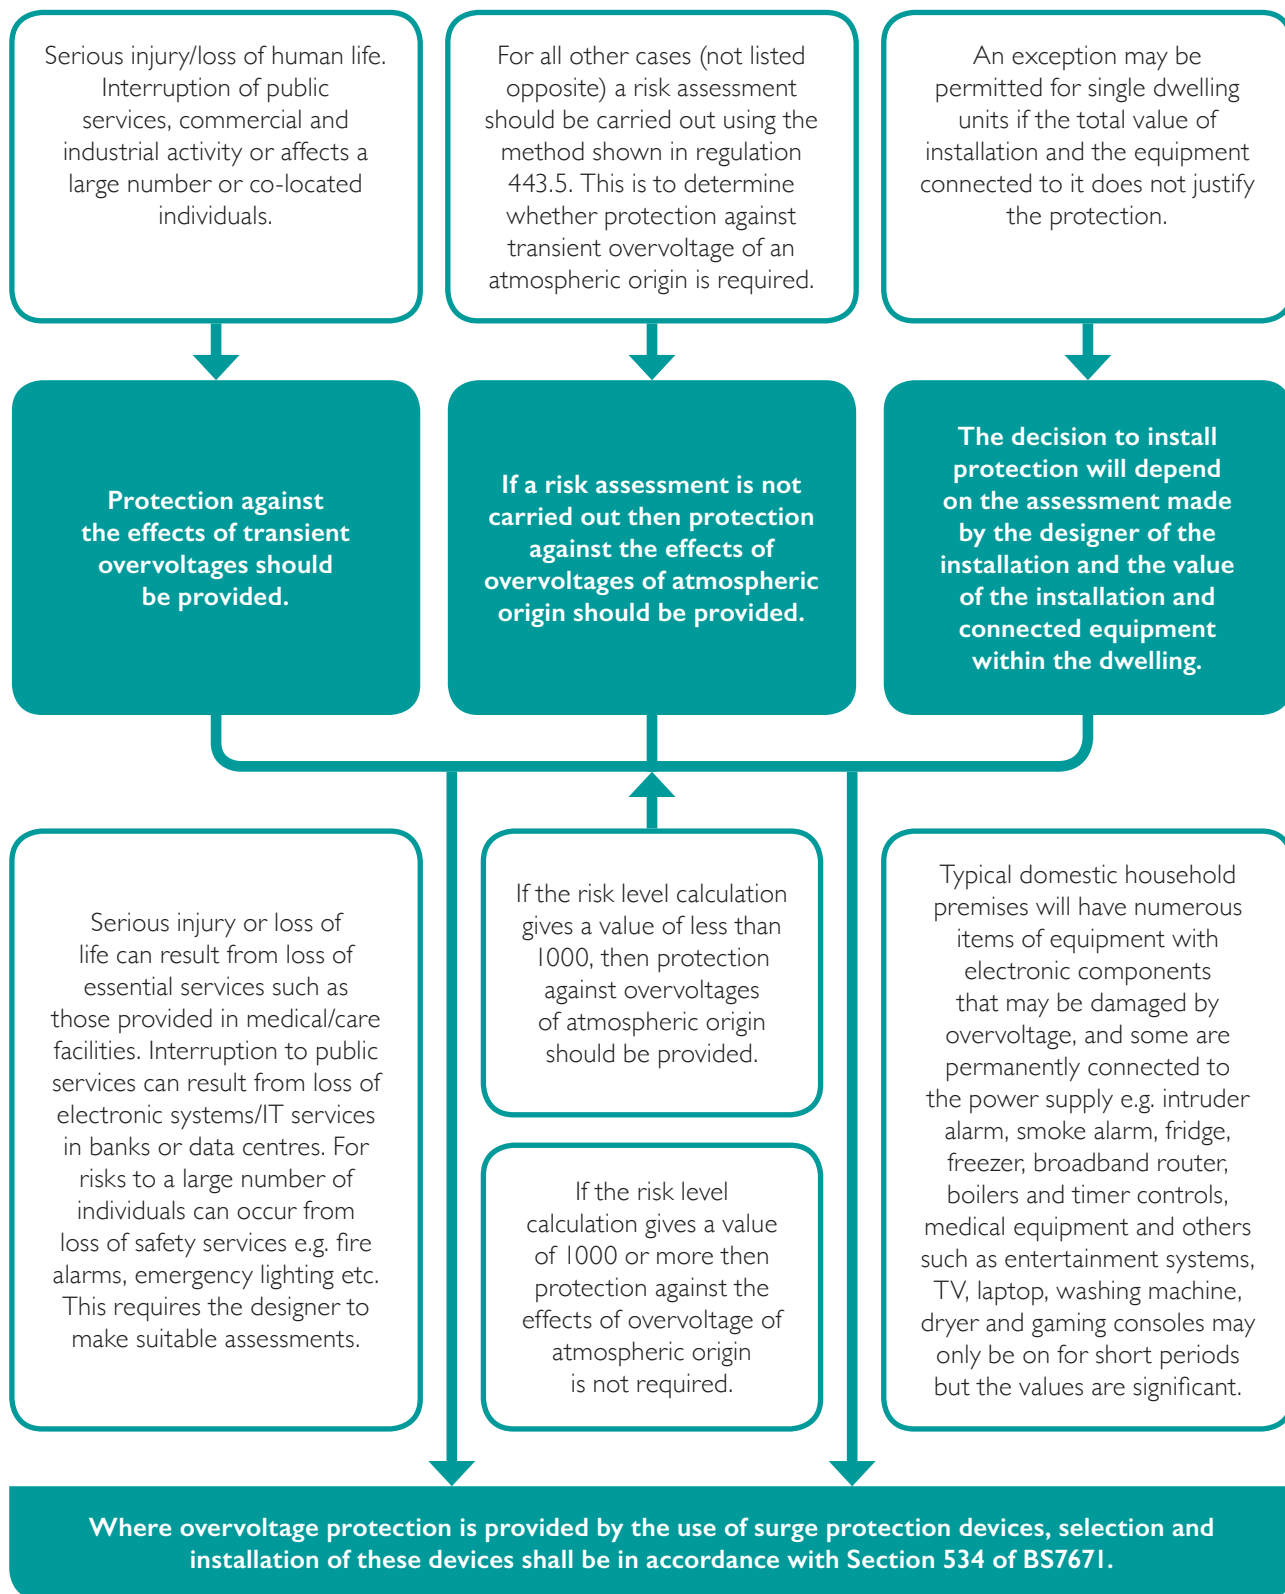 Serious injury/loss of human life.
Interruption of public
services, commercial and
industrial activity or affects a
large number or co-located
individuals.
For all other cases (not listed
opposite) a risk assessment
should be carried out using the
method shown in regulation
443.5. This is to determine
whether protection against
transient overvoltage of an
atmospheric origin is required.
An exception may be
permitted for single dwelling
units if the total value of
installation and the equipment
connected to it does not justify
the protection.
Protection against
the effects of transient
overvoltages should
be provided.
If a risk assessment is not
carried out then protection
against the effects of
overvoltages of atmospheric
origin should be provided.
The decision to install
protection will depend
on the assessment made
by the designer of the
installation and the value
of the installation and
connected equipment
within the dwelling.
Serious injury or loss of
life can result from loss of
essential services such as
those provided in medical/care
facilities. Interruption to public
services can result from loss of
electronic systems/IT services
in banks or data centres. For
risks to a large number of
individuals can occur from
loss of safety services e.g. fire
alarms, emergency lighting etc.
This requires the designer to
make suitable assessments.
If the risk level calculation
gives a value of less than
1000, then protection
against overvoltages
of atmospheric origin
should be provided.
If the risk level
calculation gives a value
of 1000 or more then
protection against the
effects of overvoltage of
atmospheric origin
is not required.
Typical domestic household
premises will have numerous
items of equipment with
electronic components
that may be damaged by
overvoltage, and some are
permanently connected to
the power supply e.g. intruder
alarm, smoke alarm, fridge,
freezer, broadband router,
boilers and timer controls,
medical equipment and others
such as entertainment systems,
TV, laptop, washing machine,
dryer and gaming consoles may
only be on for short periods
but the values are significant.
Where overvoltage protection is provided by the use of surge protection devices, selection and
installation of these devices shall be in accordance with Section 534 of BS7671.